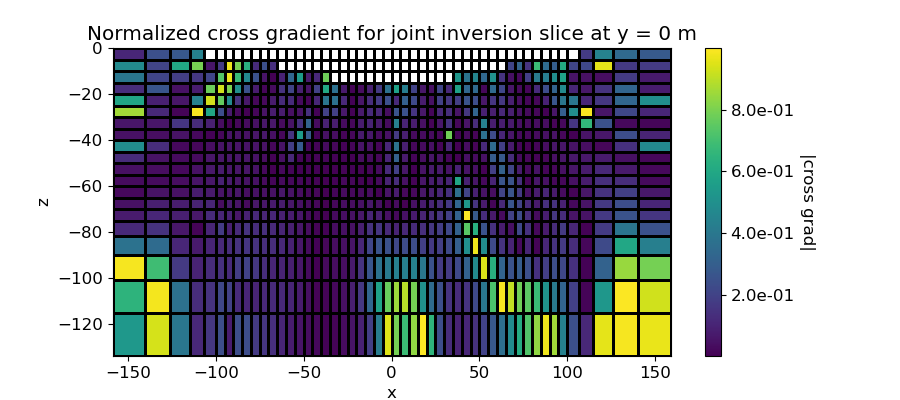 Normalized cross gradient for joint inversion slice at y = 0 m
0
−20
−40
−60
−80
−100
−120
z
−150
−100
−50
0
50
100
150
x
8.0e-01
6.0e-01
4.0e-01
2.0e-01
|cross grad|